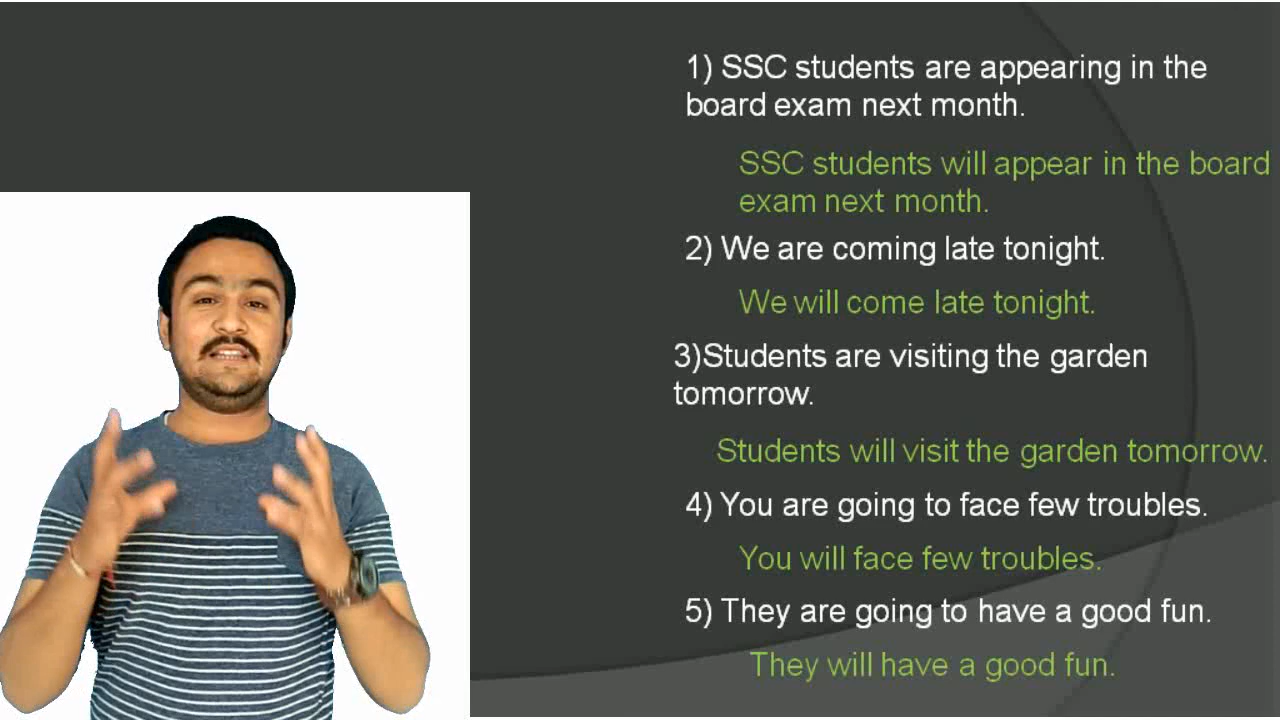 1) SSC students are appearing in the
board exam next month.
SSC students will appear in the board
exam next month.
2) We are coming late tonight.
We will come late tonight.
3)Students are visiting the garden
tomorrow.
Students will visit the garden tomorrow.
4) You are going to face few troubles.
You will face few troubles.
5) They are going to have a good fun.
They will have a good fun.